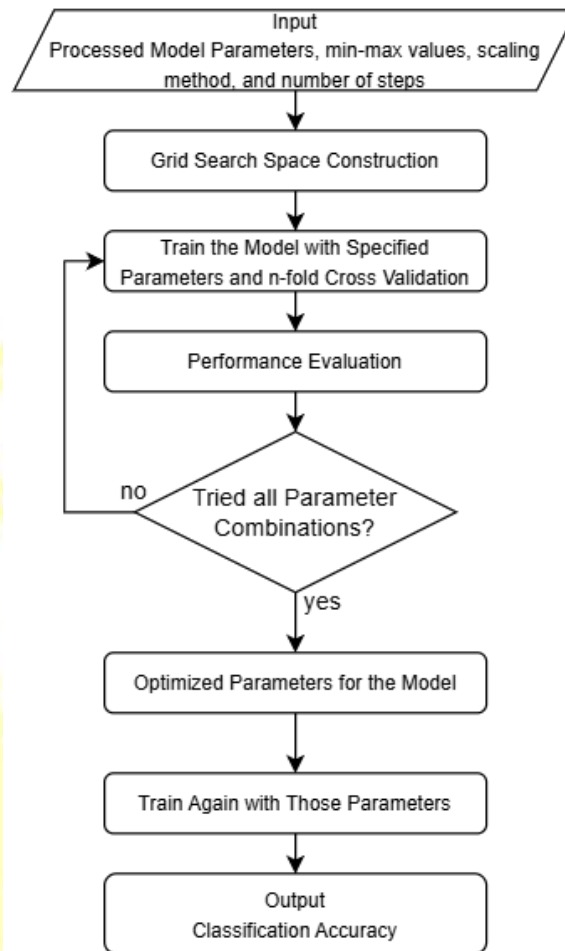 Input
Processed Model Parameters, min-max values, scaling
method, and number of steps
Grid Search Space Construction
Train the Model with Specified
Parameters and n-fold Cross Validation
Performance Evaluation
Tried all Parameter
Combinations?
no
yes
Optimized Parameters for the Model
Train Again with Those Parameters
Output
Classification Accuracy